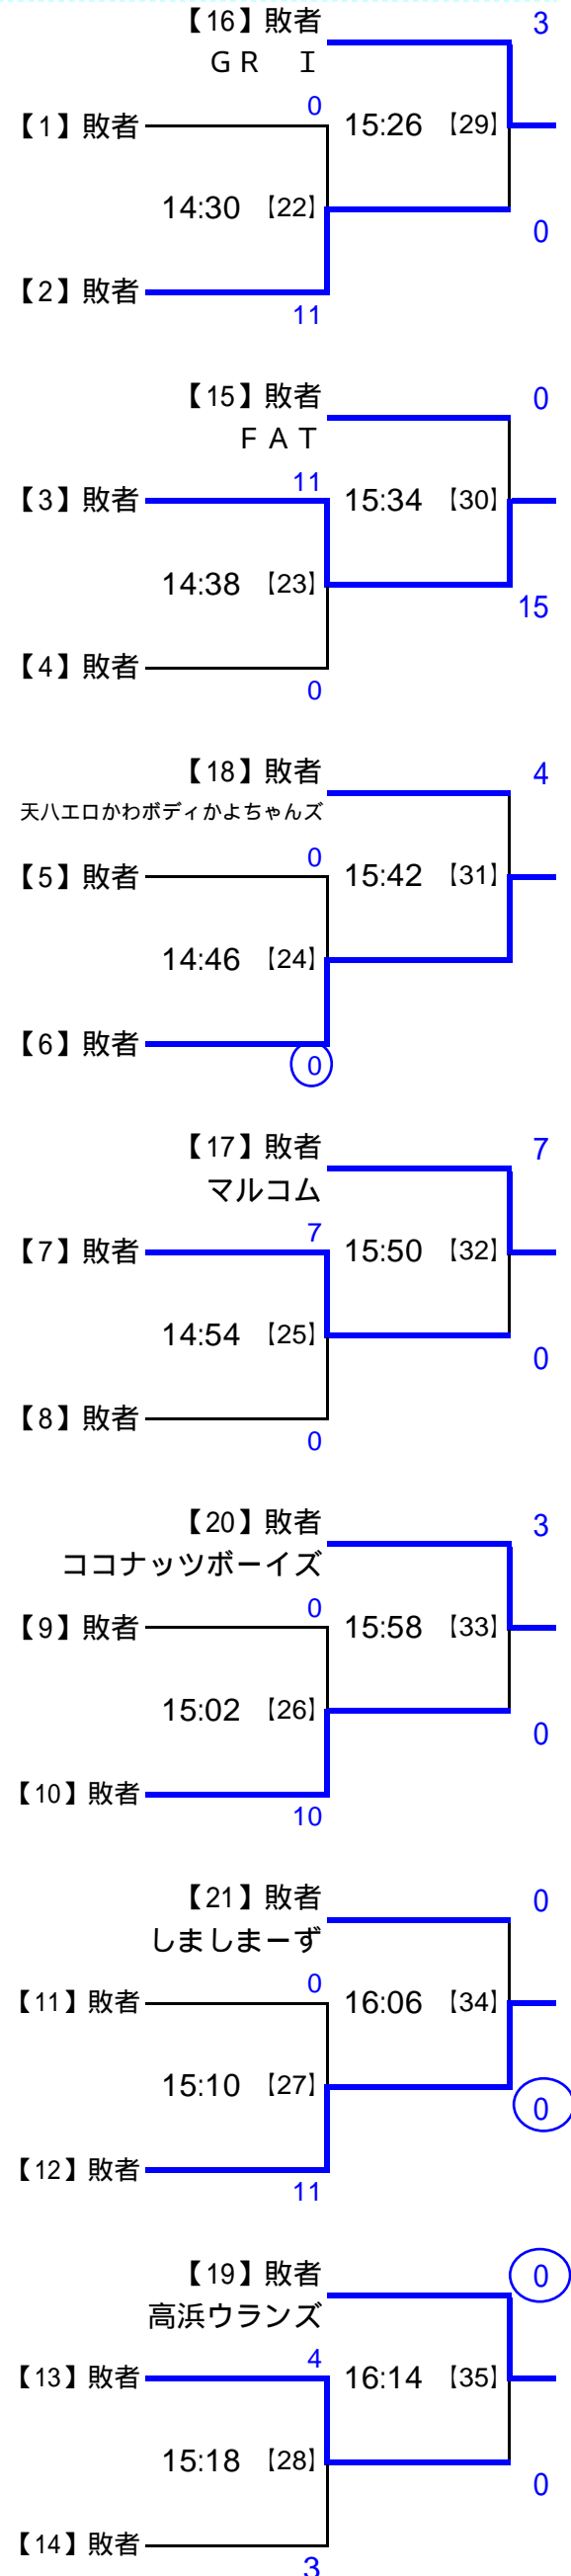 【16】敗者 3
ＧＲ　Ｉ
0
【1】敗者 15:26 [29]
14:30 [22]
0
【2】敗者
11
【15】敗者 0
ＦＡＴ
11
【3】敗者 15:34 [30]
14:38 [23]
15
【4】敗者
0
【18】敗者 4
天八エロかわボディかよちゃんズ
0
【5】敗者 15:42 [31]
14:46 [24]
【6】敗者
0
【17】敗者 7
マルコム
7
【7】敗者 15:50 [32]
14:54 [25]
0
【8】敗者
0
【20】敗者 3
ココナッツボーイズ
0
【9】敗者 15:58 [33]
15:02 [26]
0
【10】敗者
10
【21】敗者 0
しましまーず
0
【11】敗者 16:06 [34]
15:10 [27]
0
【12】敗者
11
【19】敗者 0
高浜ウランズ
4
【13】敗者 16:14 [35]
15:18 [28]
0
【14】敗者
3